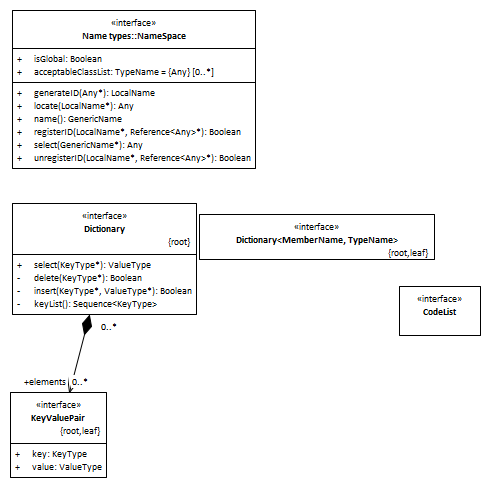 «interface»
Name types::NameSpace
+ isGlobal: Boolean
+ acceptableClassList: TypeName = {Any} [0..*]
+ generateID(Any*): LocalName
+ locate(LocalName*): Any
+ name(): GenericName
+ registerID(LocalName*, Reference<Any>*): Boolean
+ select(GenericName*): Any
+ unregisterID(LocalName*, Reference<Any>*): Boolean
«interface»
Dictionary
{root}
+ select(KeyType*): ValueType
- delete(KeyType*): Boolean
- insert(KeyType*, ValueType*): Boolean
- keyList(): Sequence<KeyType>
«interface»
Dictionary<MemberName, TypeName>
{root,leaf}
«interface»
CodeList
0..*
+elements 0..*
«interface»
KeyValuePair
{root,leaf}
+ key: KeyType
+ value: ValueType